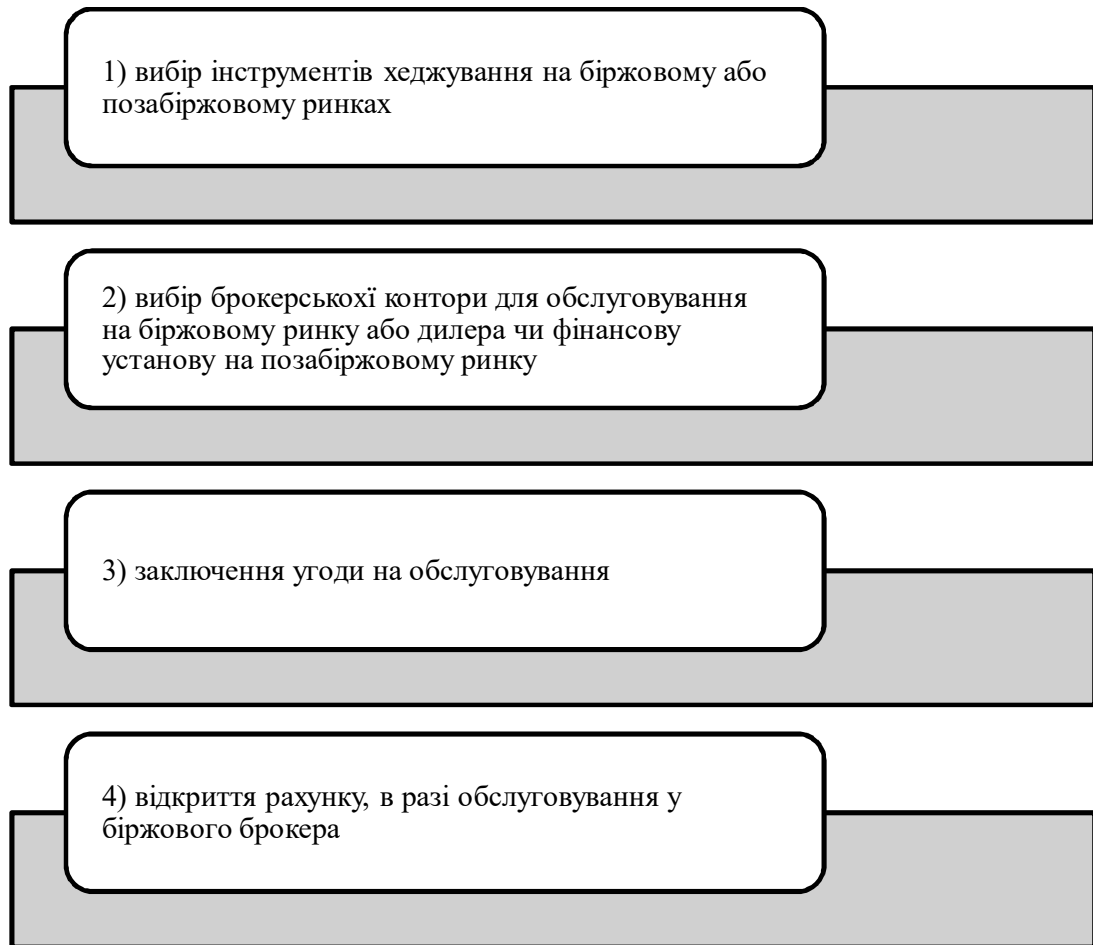 1) вибір інструментів хеджування на біржовому або
позабіржовому ринках
2) вибір брокерськохї контори для обслуговування
на біржовому ринку або дилера чи фінансову
установу на позабіржовому ринку
3) заключення угоди на обслуговування
4) відкриття рахунку, в разі обслуговування у
біржового брокера